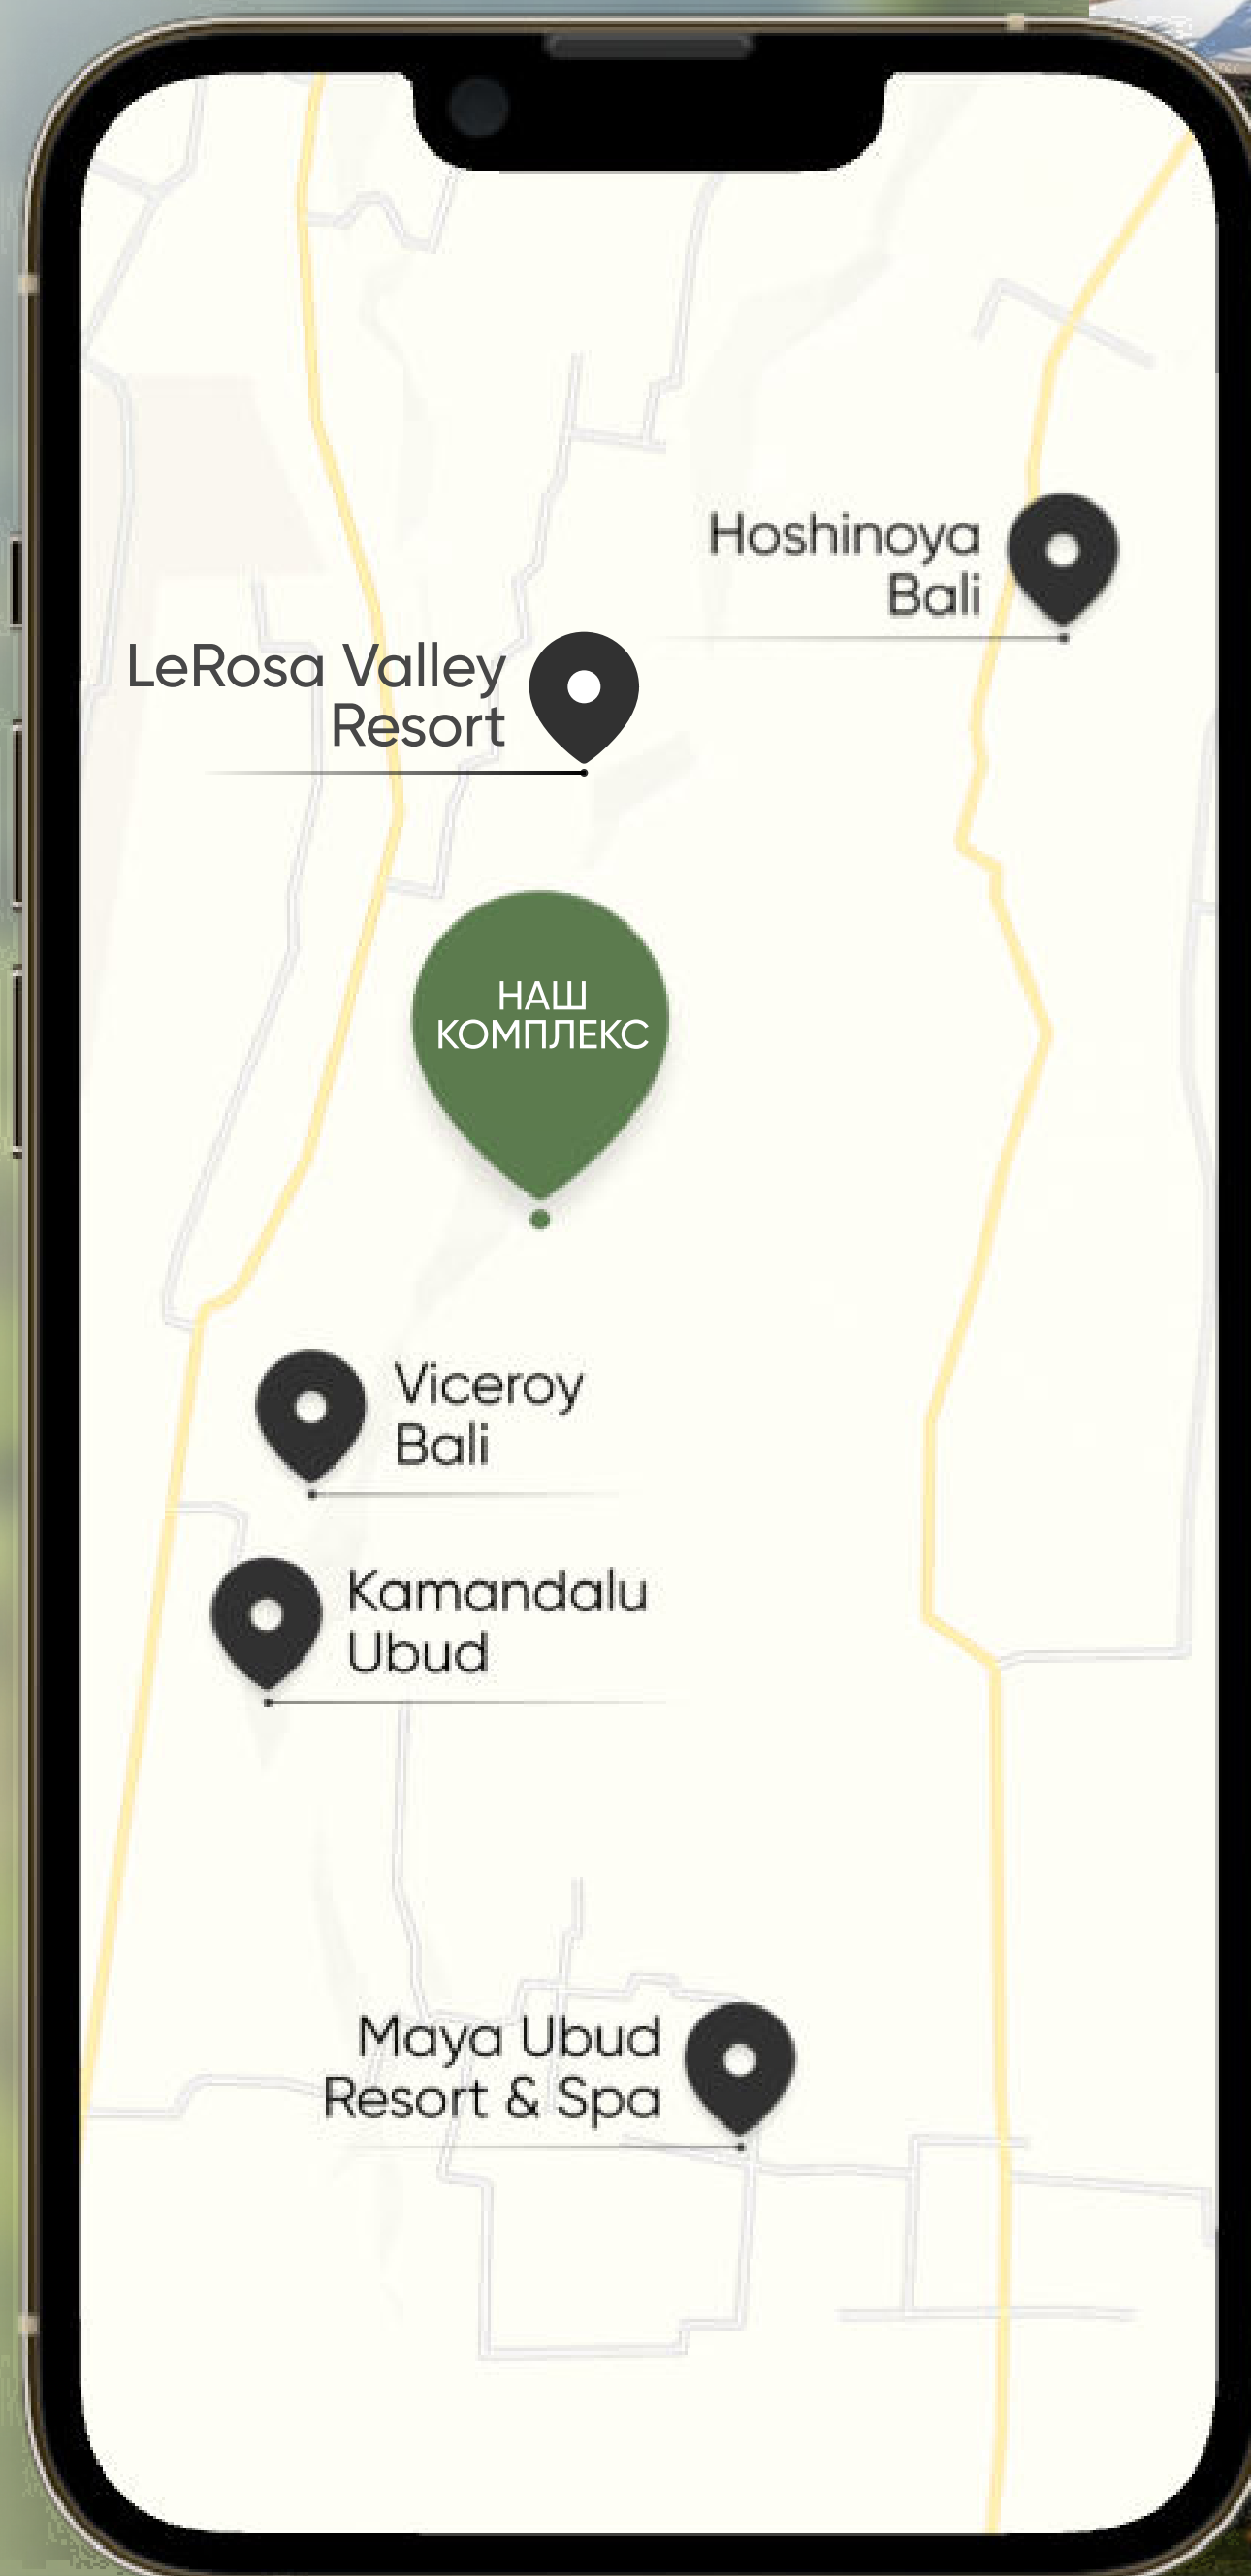 Hoshinoya
Bali
LeRosa Valley
Resort
НАШ
КОМПЛЕКС
Viceroy
Bali
Kamandalu
Ubud
Maya Ubud
Resort & Spa